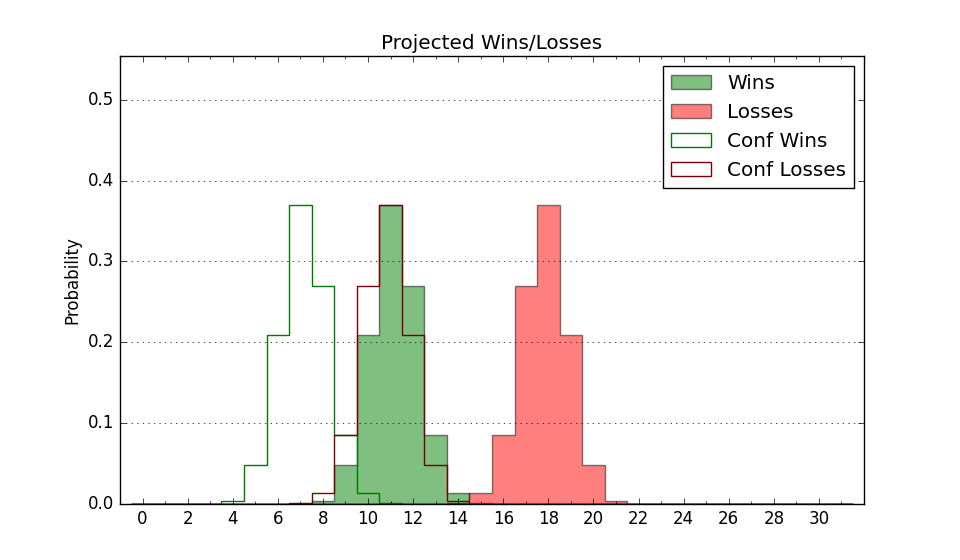 Projected Wins/Losses
Wins
Losses
Conf Wins
Conf Losses
Probability
0.5
0.4
0.3
0.2
0.1
0.0
0 2 4 6 8 10 12 14 16 18 20 22 24 26 28 30